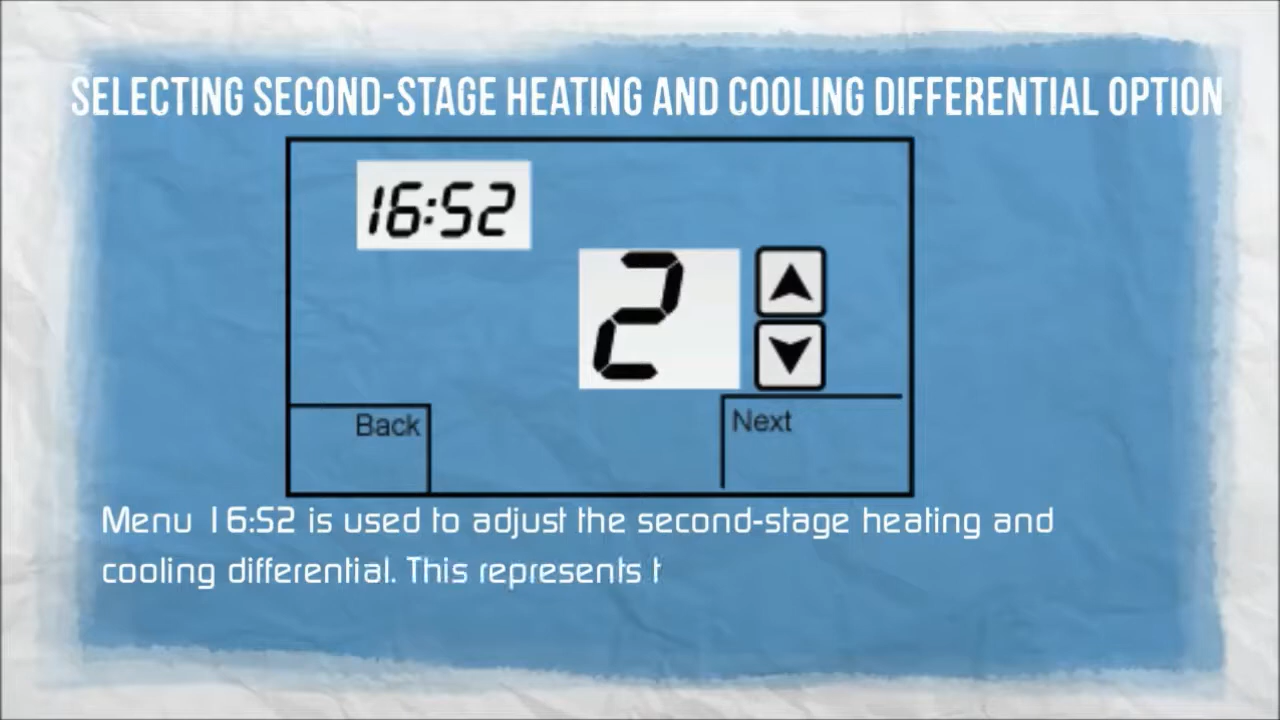 SELECTING SECOND-STAGE HEATING AND COOLING DIFFERENTIAL OPTION
16:52
2
Back
Next
Menu 16:52 is used to adjust the second-stage heating and
cooling differential. This represents t